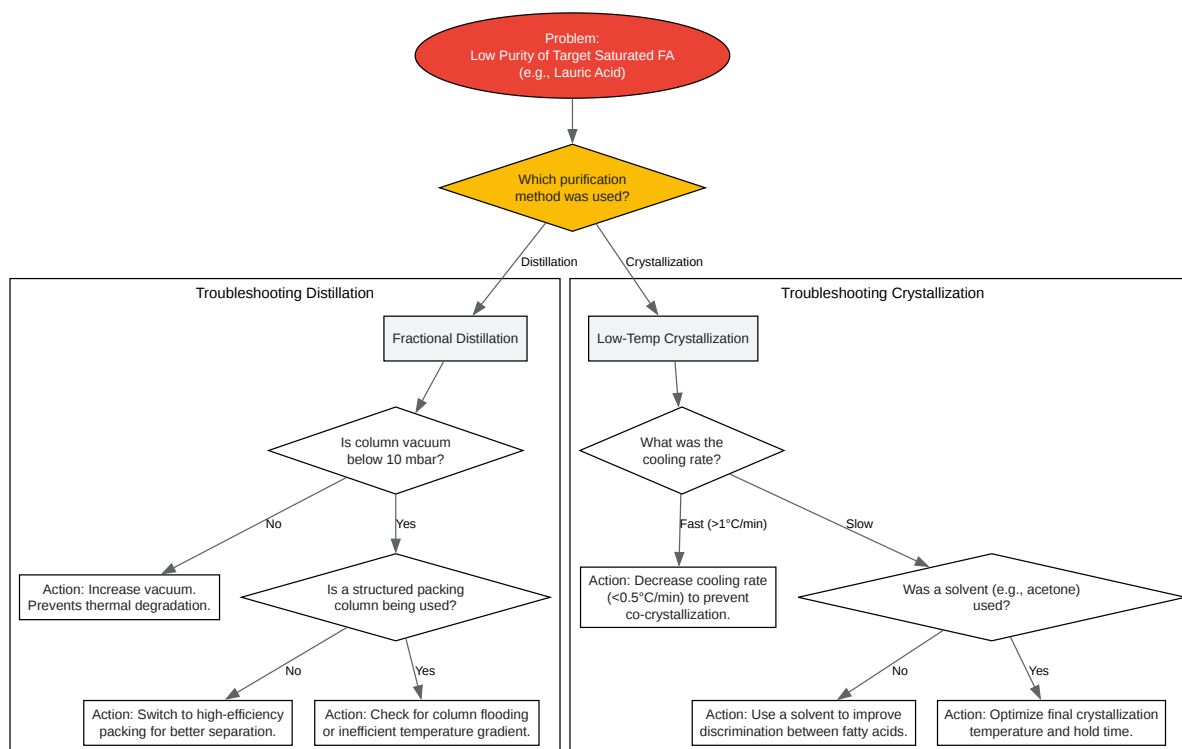 Problem:
Low Purity of Target Saturated FA
(e.g., Lauric Acid)
Which purification
method was used?
Distillation
Crystallization
Troubleshooting Distillation
Troubleshooting Crystallization
Fractional Distillation
Low-Temp Crystallization
Is column vacuum
below 10 mbar?
What was the
cooling rate?
No
Yes
Fast (>1°C/min)
Slow
Action: Increase vacuum.
Prevents thermal degradation.
Is a structured packing
column being used?
Action: Decrease cooling rate
(<0.5°C/min) to prevent
co-crystallization.
Was a solvent (e.g., acetone)
used?
No
Yes
No
Yes
Action: Switch to high-efficiency
packing for better separation.
Action: Check for column flooding
or inefficient temperature gradient.
Action: Use a solvent to improve
discrimination between fatty acids.
Action: Optimize final crystallization
temperature and hold time.